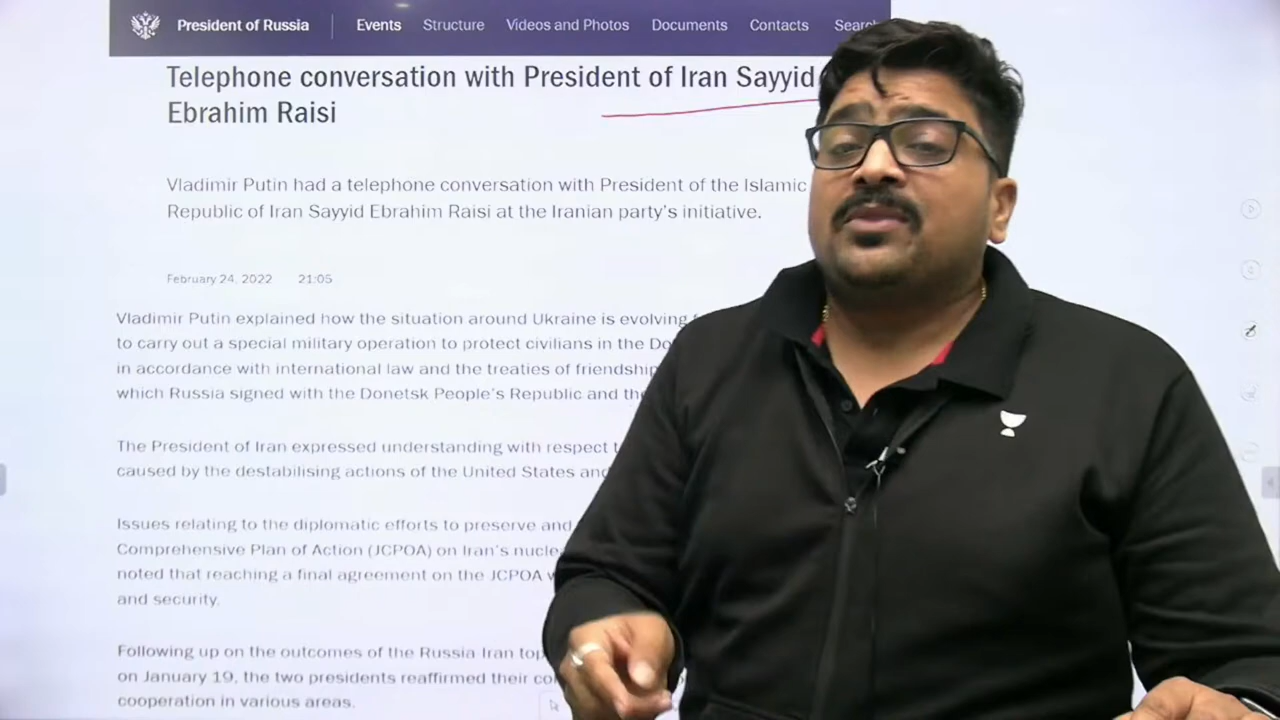 President of Russia
Events
Structure
Videos and Photos
Documents
Contacts
Search
Telephone conversation with President of Iran Sayyid
Ebrahim Raisi
Vladimir Putin had a telephone conversation with President of the Islamic
Republic of Iran Sayyid Ebrahim Raisi at the Iranian party's initiative.
February 24, 2022 21:05
Vladimir Putin explained how the situation around Ukraine is evolving
to carry out a special military operation to protect civilians in the
in accordance with international law and the treaties of friendship
which Russia signed with the Donetsk People's Republic and the
The President of Iran expressed understanding with respect
caused by the destabilising actions of the United States and
Issues relating to the diplomatic efforts to preserve and
Comprehensive Plan of Action (JCPOA) on Iran's
noted that reaching a final agreement on the JCPOA
and security.
Following up on the outcomes of the Russia Iran
on January 19, the two presidents reaffirmed their
cooperation in various areas.